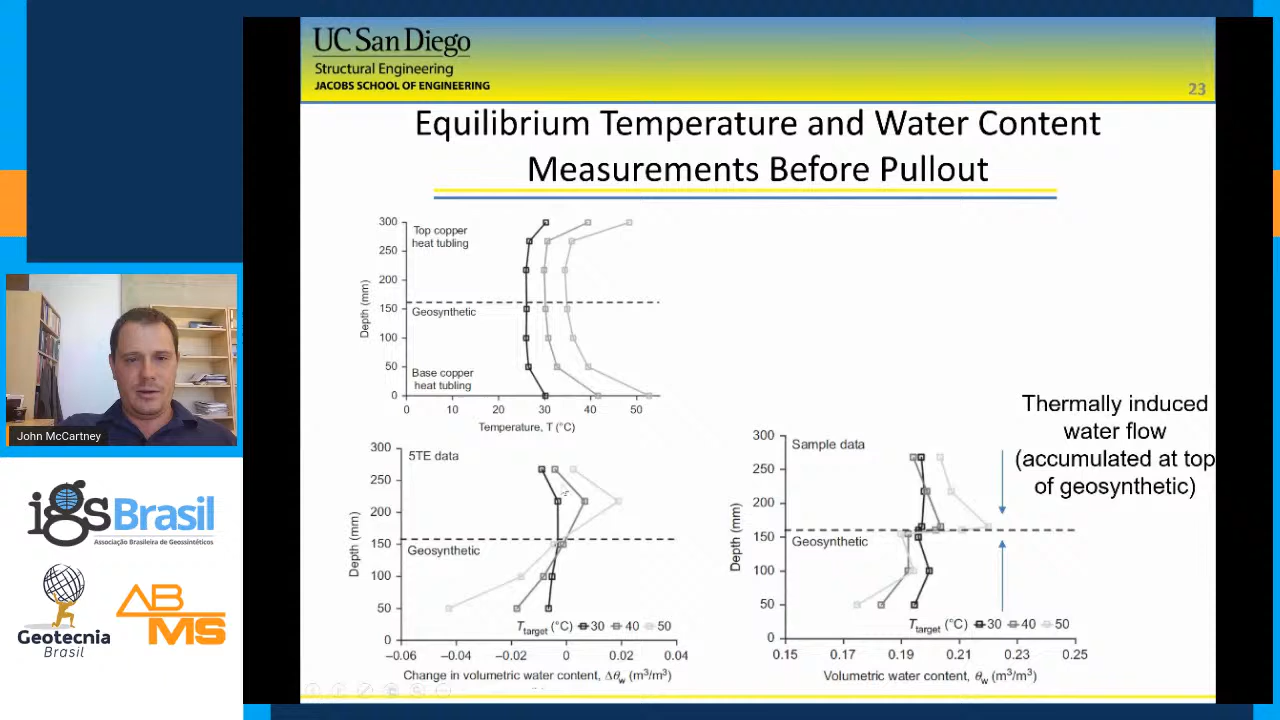 UC San Diego
Structural Engineering
JACOBS SCHOOL OF ENGINEERING
23
Equilibrium Temperature and Water Content
Measurements Before Pullout
300
250
200
150
100
50
0
Depth (mm)
Top copper
heat tubling
Geosynthetic
Base copper
heat tubling
0 10 20 30 40 50
Temperature, T (°C)
300
250
200
150
100
50
0
Depth (mm)
5TE data
Geosynthetic
Ttarget (°C) 30 40 50
−0.06 −0.04 −0.02 0 0.02 0.04
Change in volumetric water content, Δθw (m³/m³)
300
250
200
150
100
50
0
Depth (mm)
Sample data
Geosynthetic
Ttarget (°C) 30 40 50
0.15 0.17 0.19 0.21 0.23 0.25
Volumetric water content, θw (m³/m³)
Thermally induced
water flow
(accumulated at top
of geosynthetic)
John McCartney
igsBrasil
Associação Brasileira de Geossintéticos
Geotecnia
Brasil
ABMS